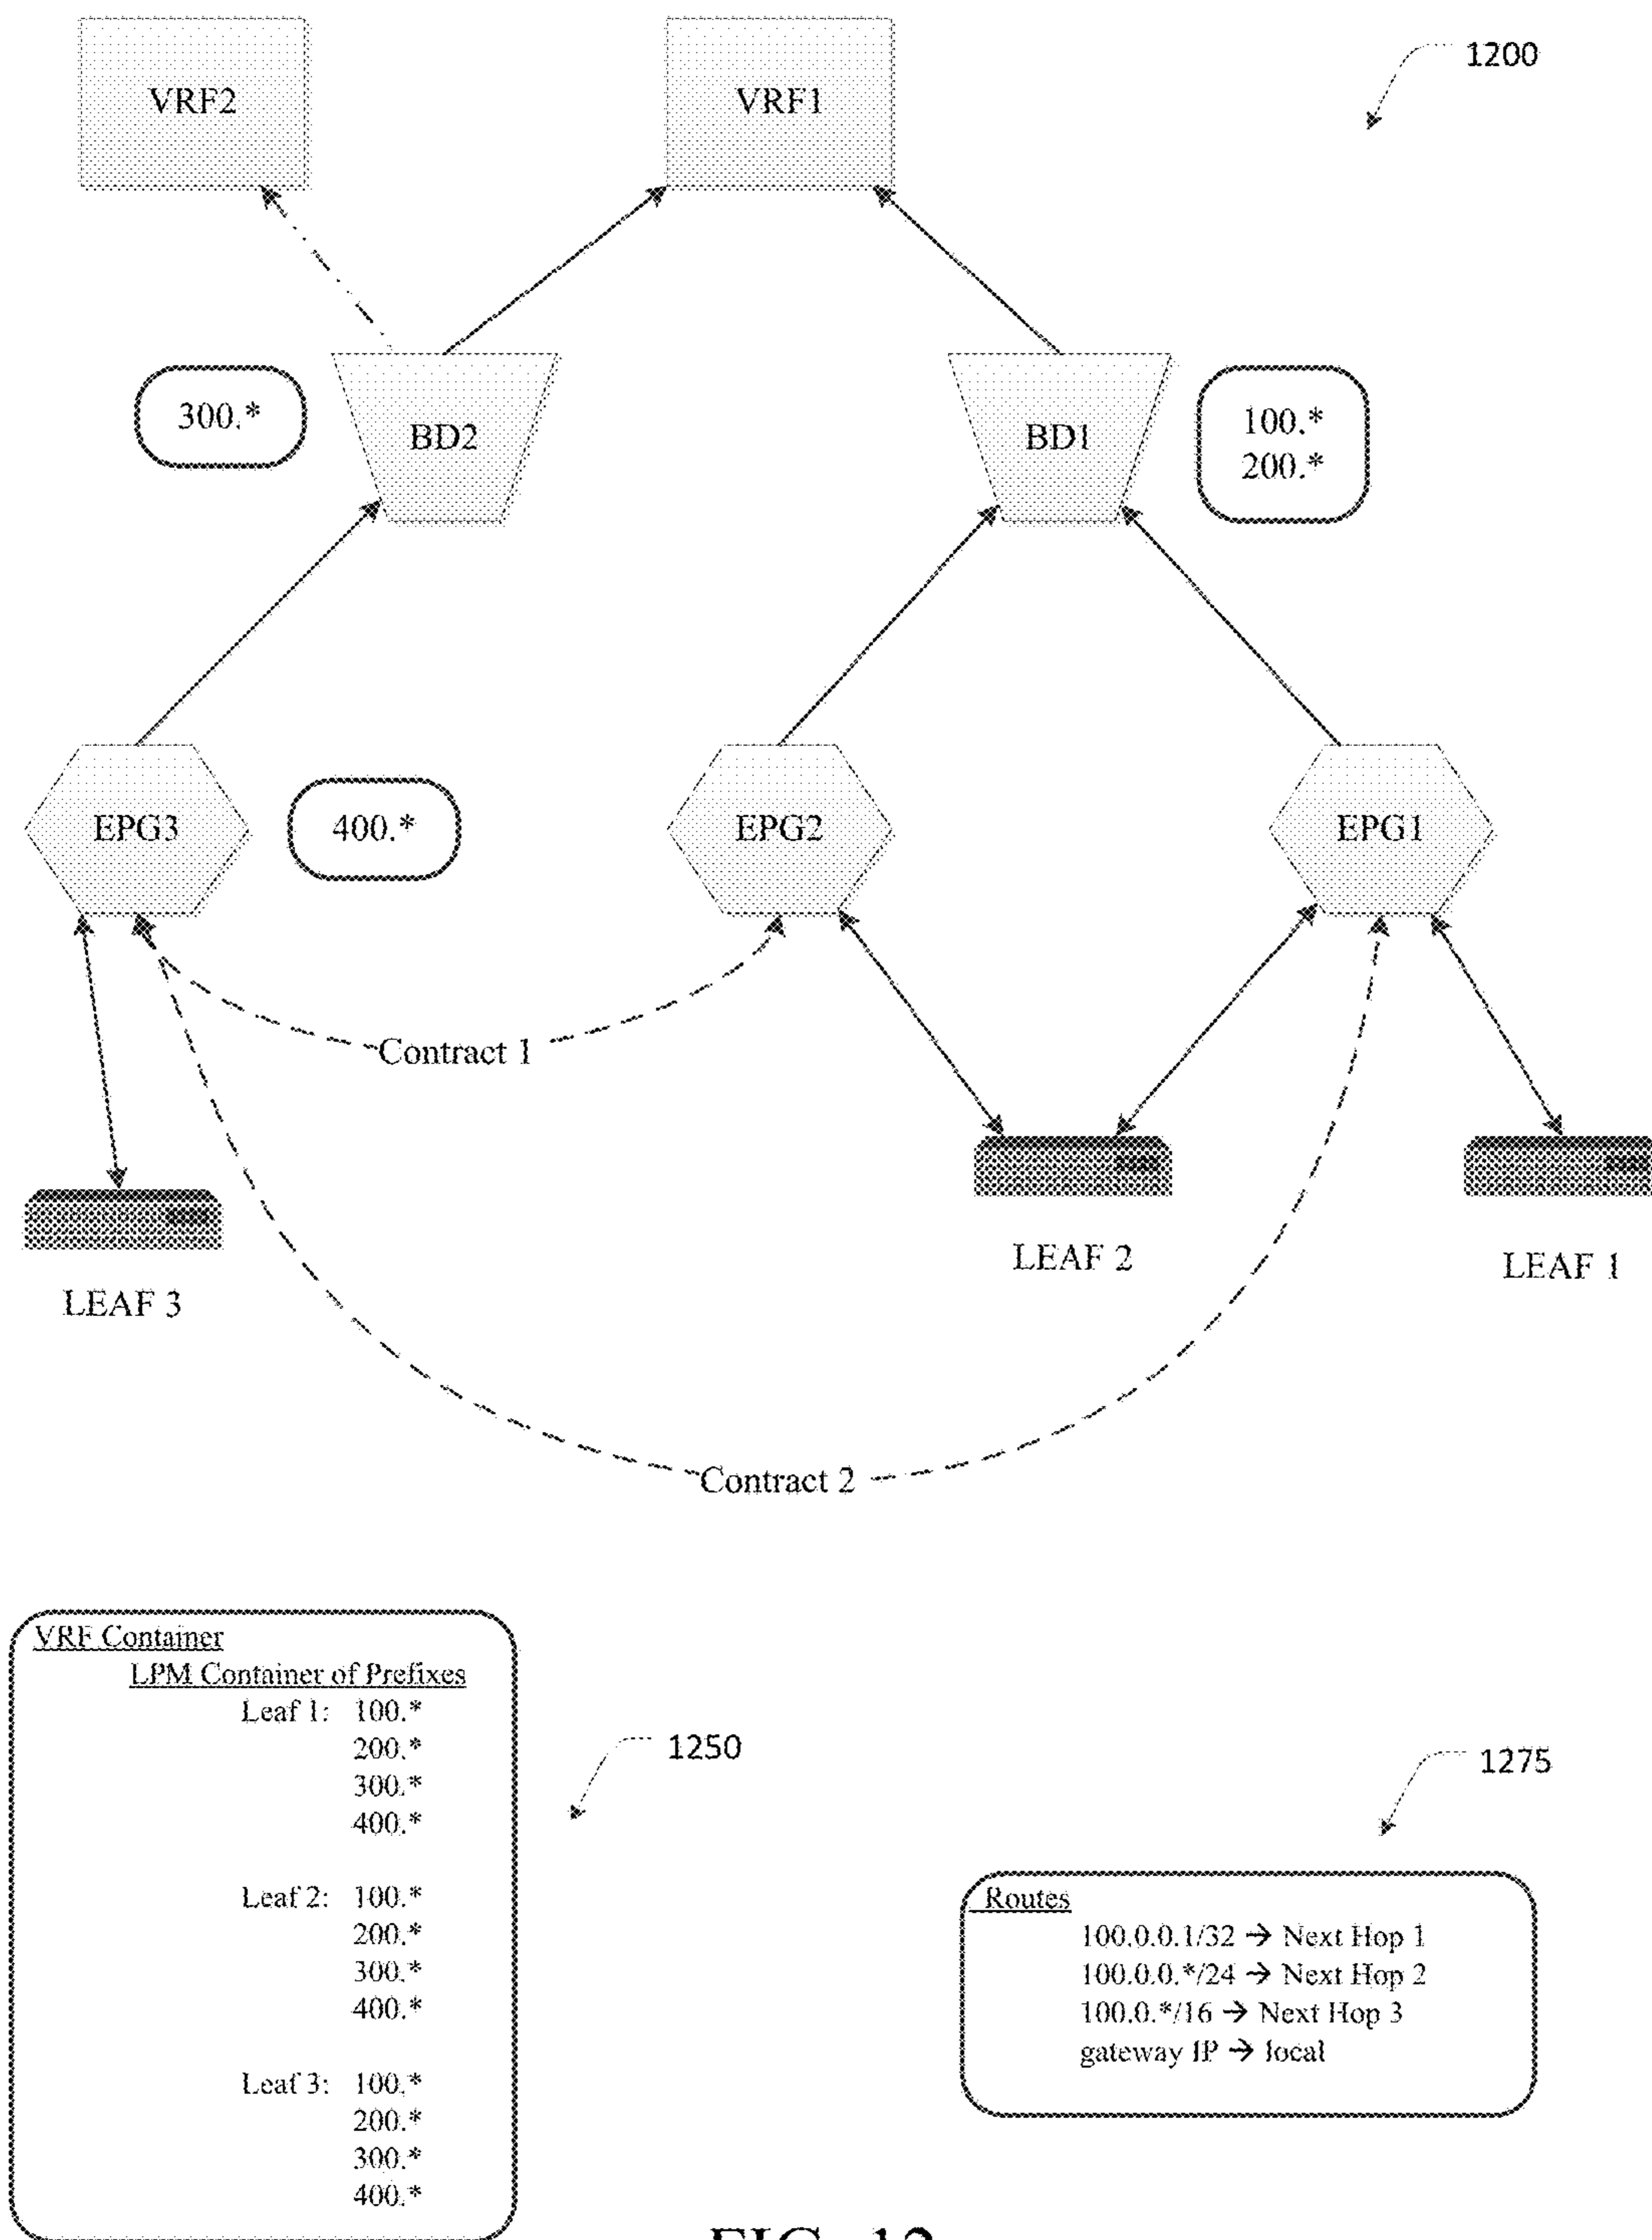 1200
VRF2
VRF1
300.*
BD2
BD1
100.*
200.*
EPG3
400.*
EPG2
EPG1
Contract 1
LEAF 3
LEAF 2
LEAF 1
Contract 2
VRF Container
LPM Container of Prefixes
Leaf 1: 100.*
200.*
300.*
400.*
Leaf 2: 100.*
200.*
300.*
400.*
Leaf 3: 100.*
200.*
300.*
400.*
1250
1275
Routes
100.0.0.1/32 → Next Hop 1
100.0.0.*/24 → Next Hop 2
100.0.*/16 → Next Hop 3
gateway IP → local
FIG. 12